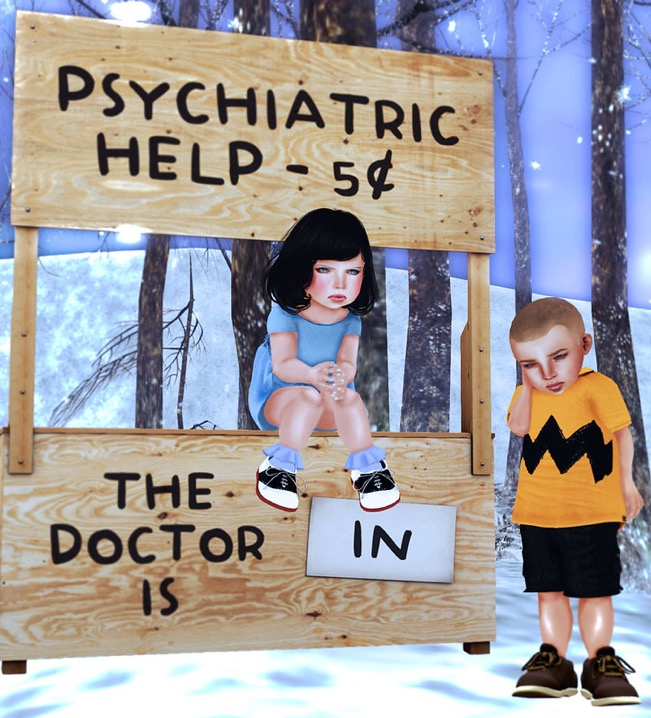 PSYCHIATRIC
HELP - 5¢
THE
DOCTOR
IS
IN